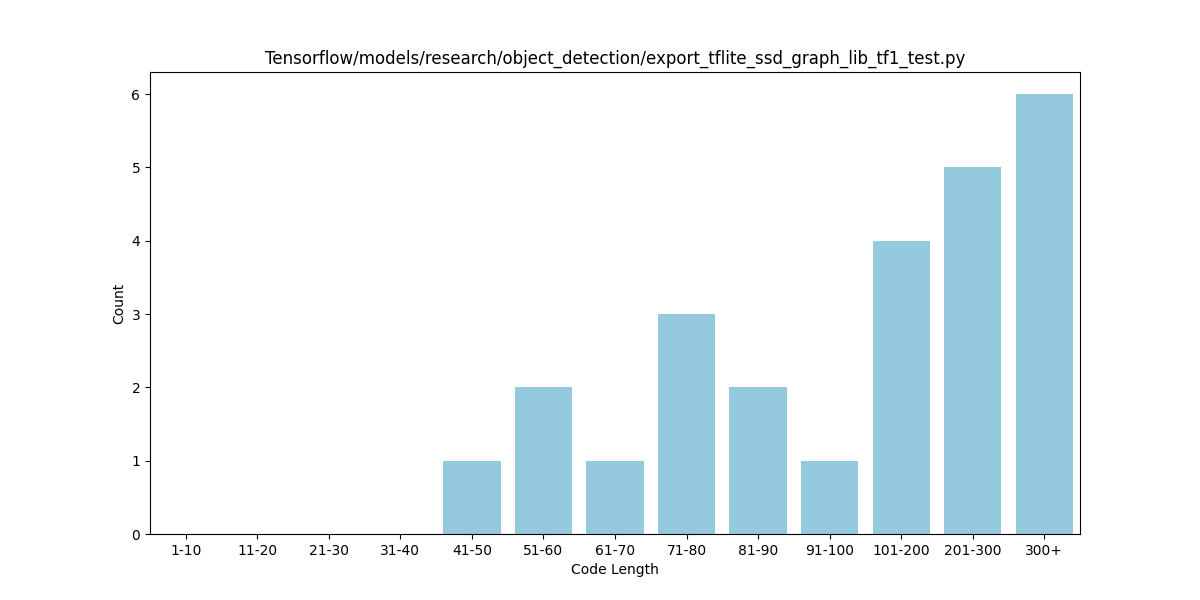 Tensorflow/models/research/object_detection/export_tflite_ssd_graph_lib_tf1_test.py
6
5
4
3
2
1
0
Count
1-10 11-20 21-30 31-40 41-50 51-60 61-70 71-80 81-90 91-100 101-200 201-300 300+
Code Length